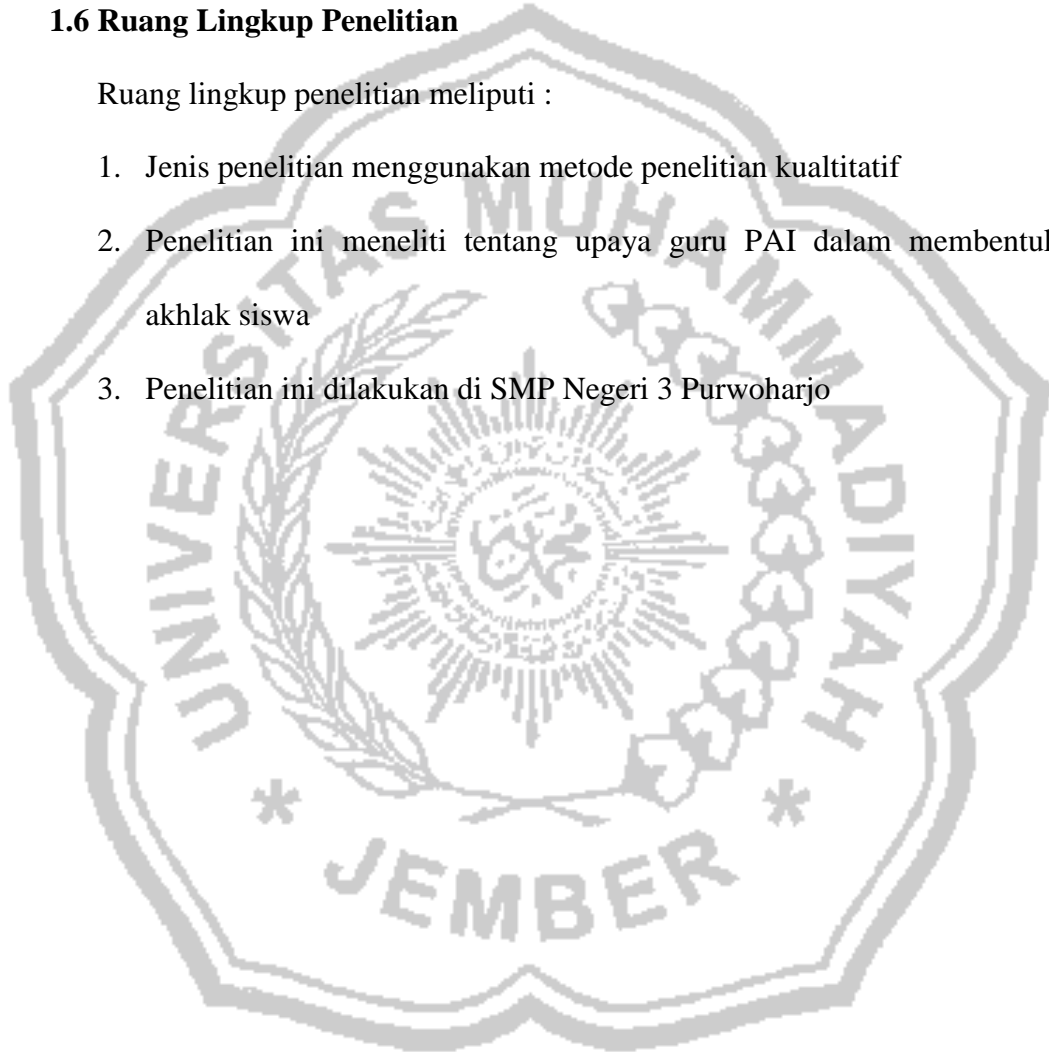 1.6 Ruang Lingkup Penelitian
Ruang lingkup penelitian meliputi :
1. Jenis penelitian menggunakan metode penelitian kualtitatif
2. Penelitian ini meneliti tentang upaya guru PAI dalam membentuk
akhlak siswa
3. Penelitian ini dilakukan di SMP Negeri 3 Purwoharjo
UNIVERSITAS MUHAMMADIYAH
* JEMBER *